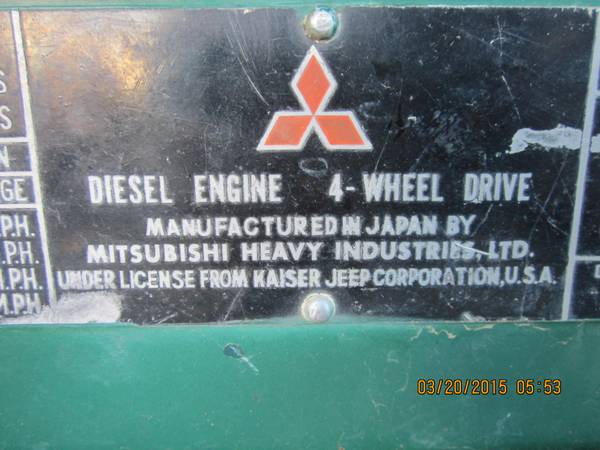 S
S
N
GE
P.H.
P.H.
M.P.H.
M.P.H
DIESEL ENGINE 4-WHEEL DRIVE
MANUFACTURED IN JAPAN BY
MITSUBISHI HEAVY INDUSTRIES, LTD.
UNDER LICENSE FROM KAISER JEEP CORPORATION, U.S.A.
03/20/2015 05:53